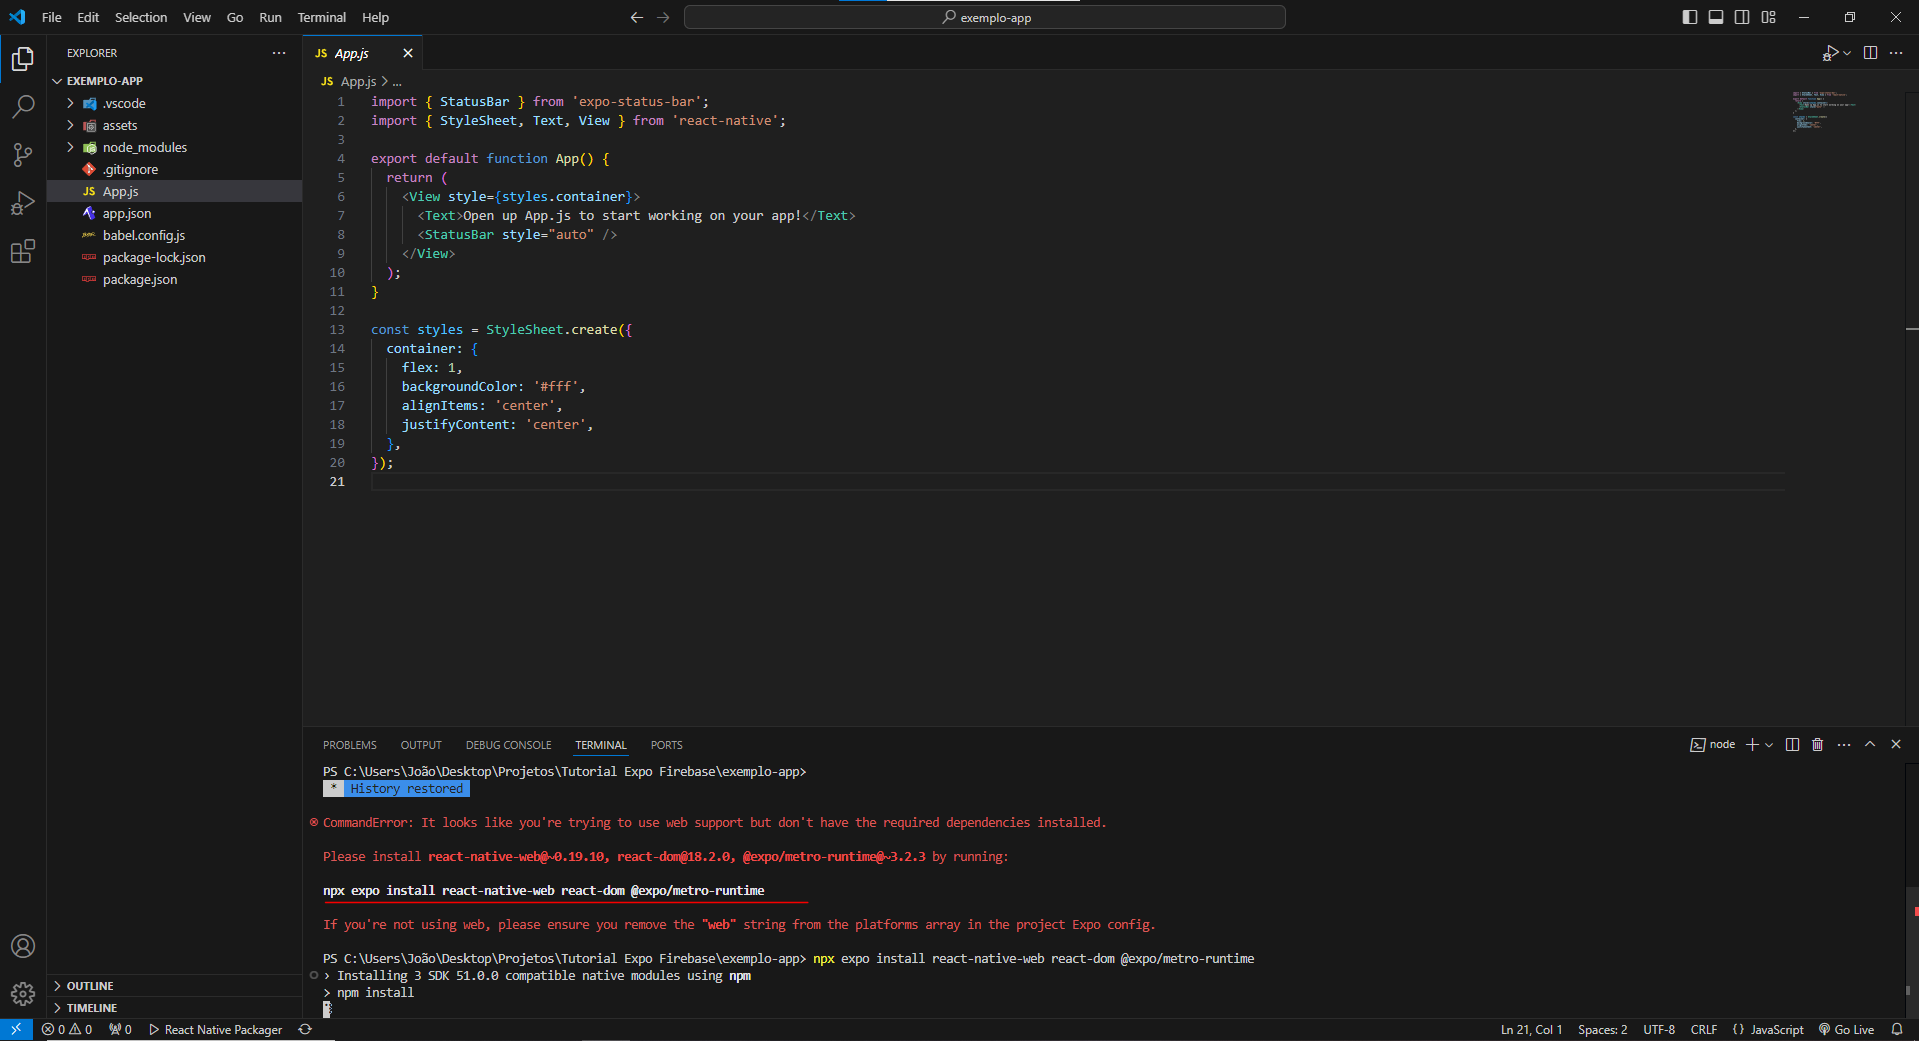 File Edit Selection View Go Run Terminal Help
exemplo-app
EXPLORER
EXEMPLO-APP
.vscode
assets
node_modules
.gitignore
JS App.js
app.json
babel.config.js
package-lock.json
package.json
OUTLINE
TIMELINE
JS App.js
JS App.js > ...
1 import { StatusBar } from 'expo-status-bar';
2 import { StyleSheet, Text, View } from 'react-native';
3
4 export default function App() {
5 return (
6 <View style={styles.container}>
7 <Text>Open up App.js to start working on your app!</Text>
8 <StatusBar style="auto" />
9 </View>
10 );
11 }
12
13 const styles = StyleSheet.create({
14 container: {
15 flex: 1,
16 backgroundColor: '#fff',
17 alignItems: 'center',
18 justifyContent: 'center',
19 },
20 });
21
PROBLEMS OUTPUT DEBUG CONSOLE TERMINAL PORTS
node
PS C:\Users\João\Desktop\Projetos\Tutorial Expo Firebase\exemplo-app>
* History restored
CommandError: It looks like you're trying to use web support but don't have the required dependencies installed.
Please install react-native-web@~0.19.10, react-dom@18.2.0, @expo/metro-runtime@~3.2.3 by running:
npx expo install react-native-web react-dom @expo/metro-runtime
If you're not using web, please ensure you remove the "web" string from the platforms array in the project Expo config.
PS C:\Users\João\Desktop\Projetos\Tutorial Expo Firebase\exemplo-app> npx expo install react-native-web react-dom @expo/metro-runtime
› Installing 3 SDK 51.0.0 compatible native modules using npm
> npm install
0 0 0 React Native Packager
Ln 21, Col 1 Spaces: 2 UTF-8 CRLF {} JavaScript Go Live